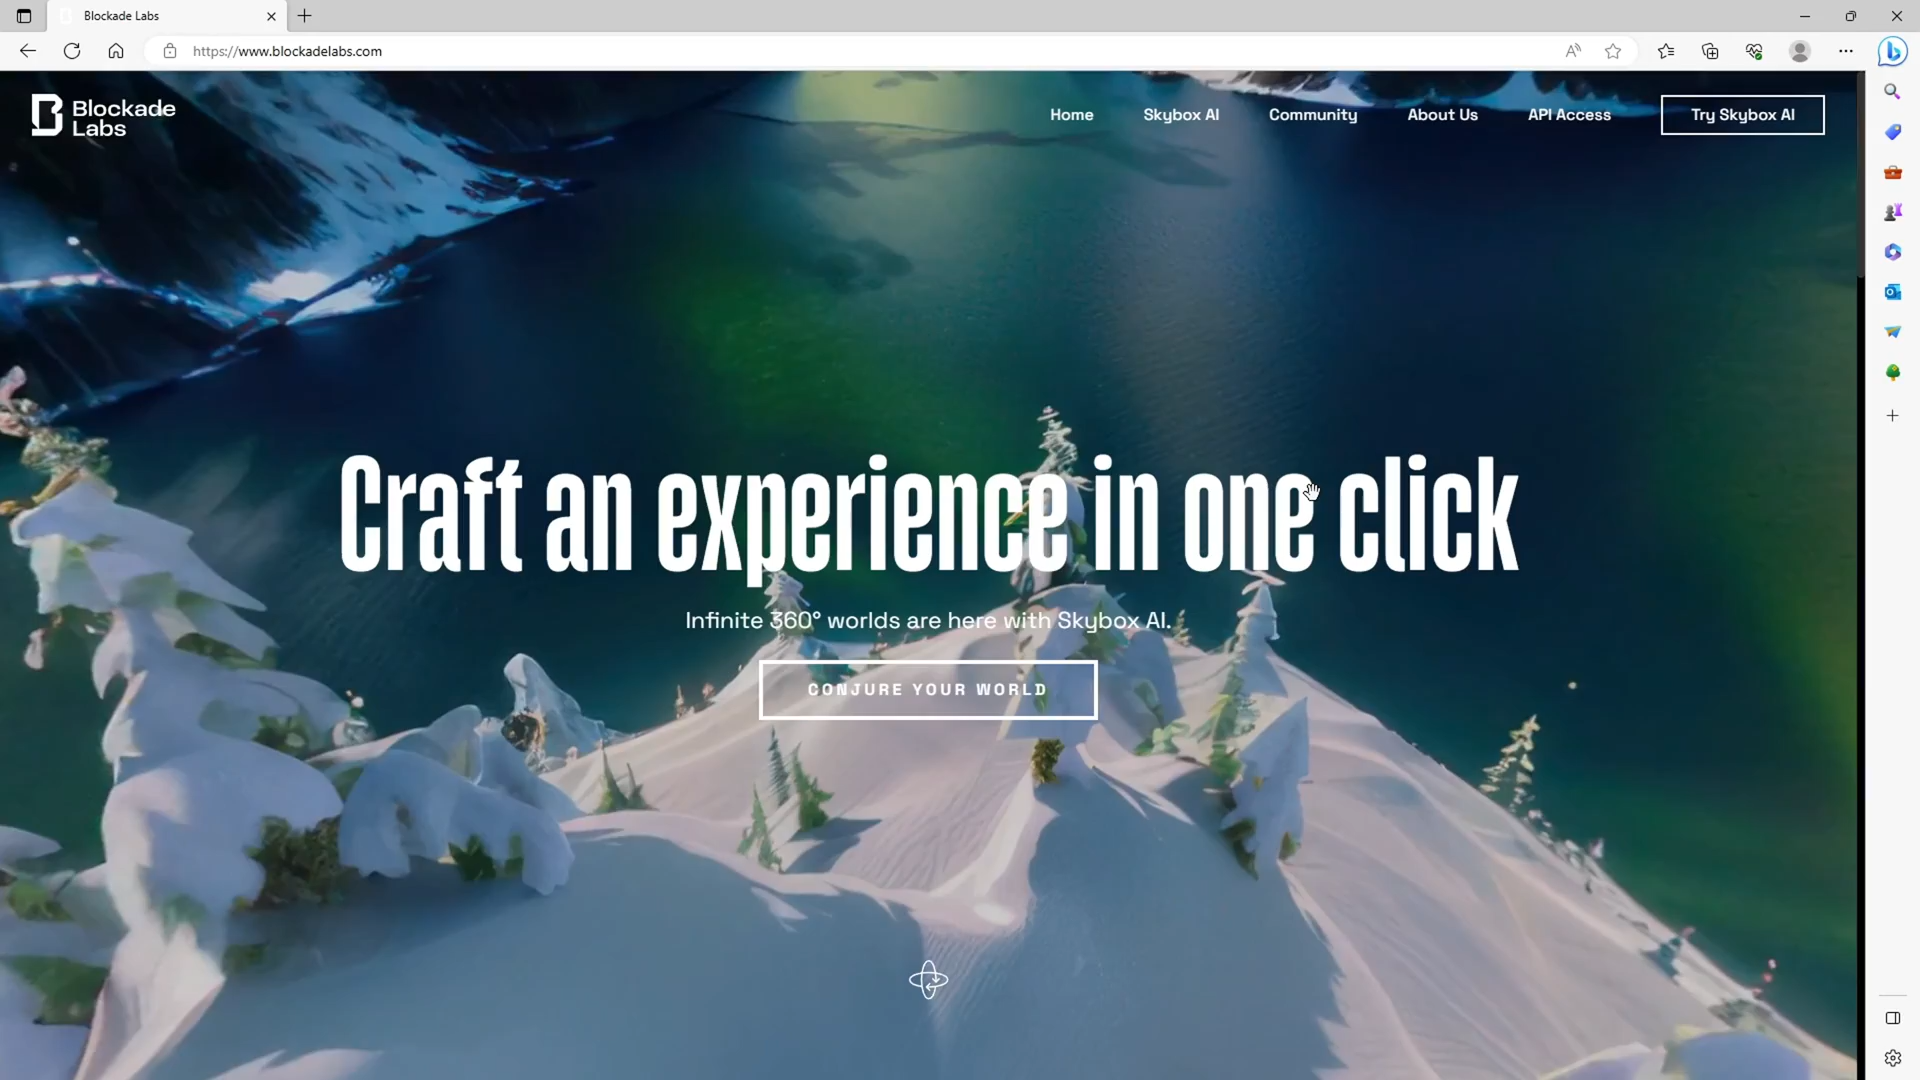 Blockade Labs
https://www.blockadelabs.com
Blockade
Labs
Home
Skybox AI
Community
About Us
API Access
Try Skybox AI
Craft an experience in one click
Infinite 360° worlds are here with Skybox AI.
CONJURE YOUR WORLD